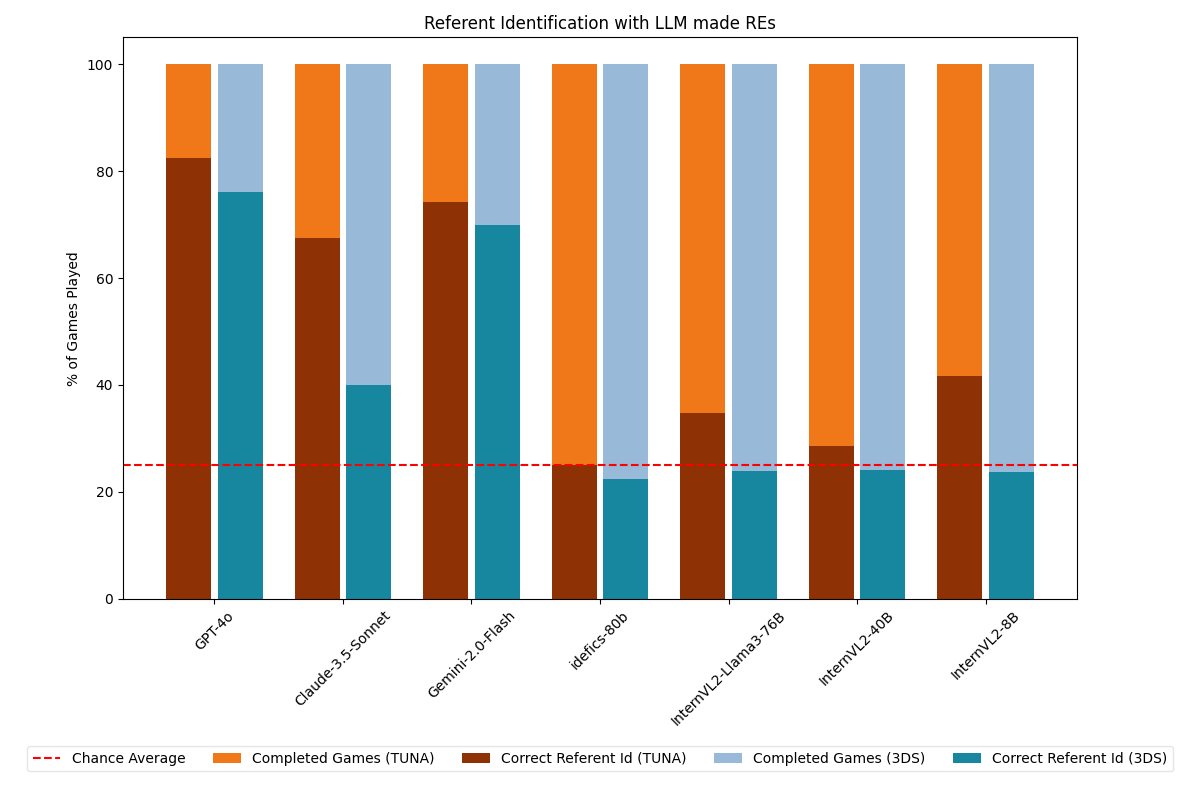 Referent Identification with LLM made REs
% of Games Played
100
80
60
40
20
0
GPT-4o
Claude-3.5-Sonnet
Gemini-2.0-Flash
idefics-80b
InternVL2-Llama3-76B
InternVL2-40B
InternVL2-8B
Chance Average
Completed Games (TUNA)
Correct Referent Id (TUNA)
Completed Games (3DS)
Correct Referent Id (3DS)